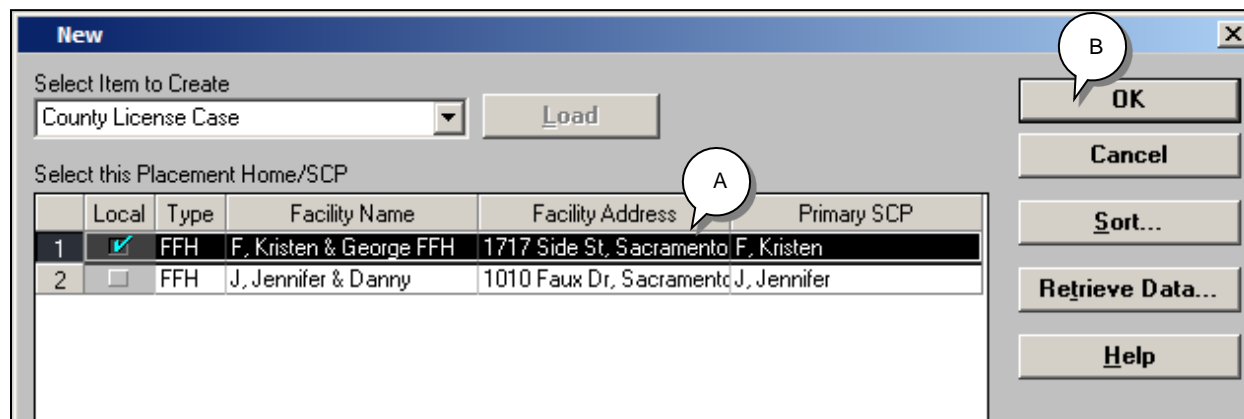 New
B
Select Item to Create
County License Case
Load
OK
Cancel
Select this Placement Home/SCP
A
Local Type Facility Name Facility Address Primary SCP
Sort...
1 FFH F, Kristen & George FFH 1717 Side St, Sacramento F, Kristen
2 FFH J, Jennifer & Danny 1010 Faux Dr, Sacramento J, Jennifer
Retrieve Data...
Help